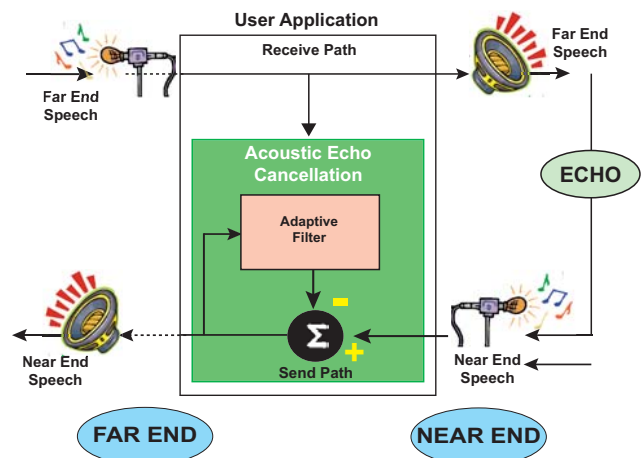 User Application
Receive Path
Far End
Speech
Far End
Speech
Acoustic Echo
Cancellation
ECHO
Adaptive
Filter
-
Σ
+
Near End
Speech
Send Path
Near End
Speech
FAR END
NEAR END